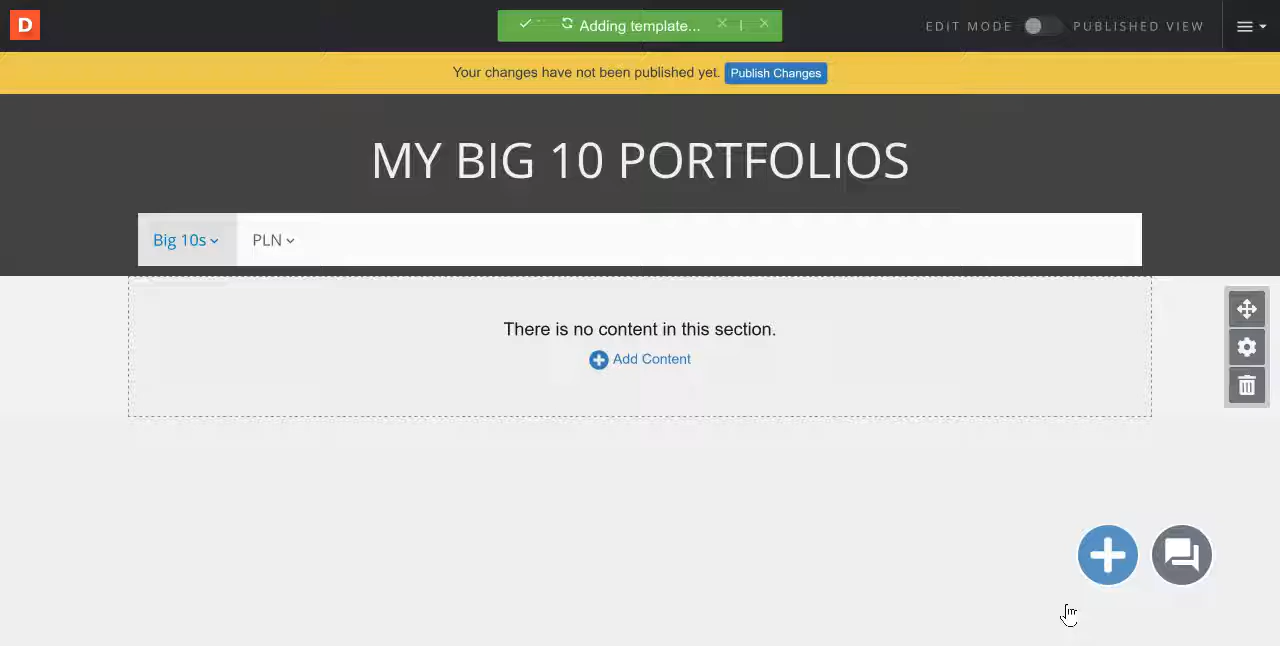 D
Adding template...
EDIT MODE PUBLISHED VIEW
Your changes have not been published yet. Publish Changes
MY BIG 10 PORTFOLIOS
Big 10s PLN
There is no content in this section.
Add Content